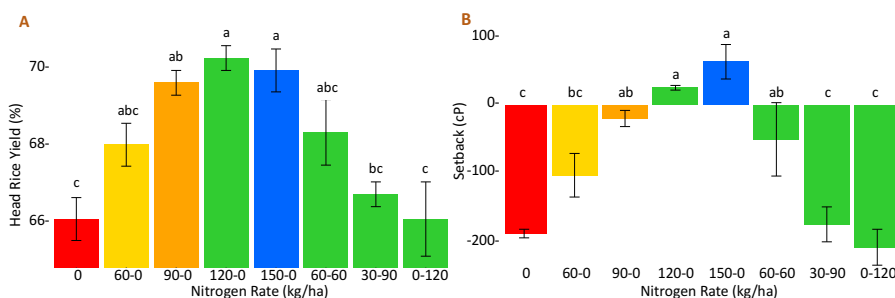 A
Head Rice Yield (%)
70-
68-
66-
c
abc
ab
a
a
abc
bc
c
0 60-0 90-0 120-0 150-0 60-60 30-90 0-120
Nitrogen Rate (kg/ha)
B
Setback (cP)
100-
0-
-100-
-200-
c
bc
ab
a
a
ab
c
c
0 60-0 90-0 120-0 150-0 60-60 30-90 0-120
Nitrogen Rate (kg/ha)